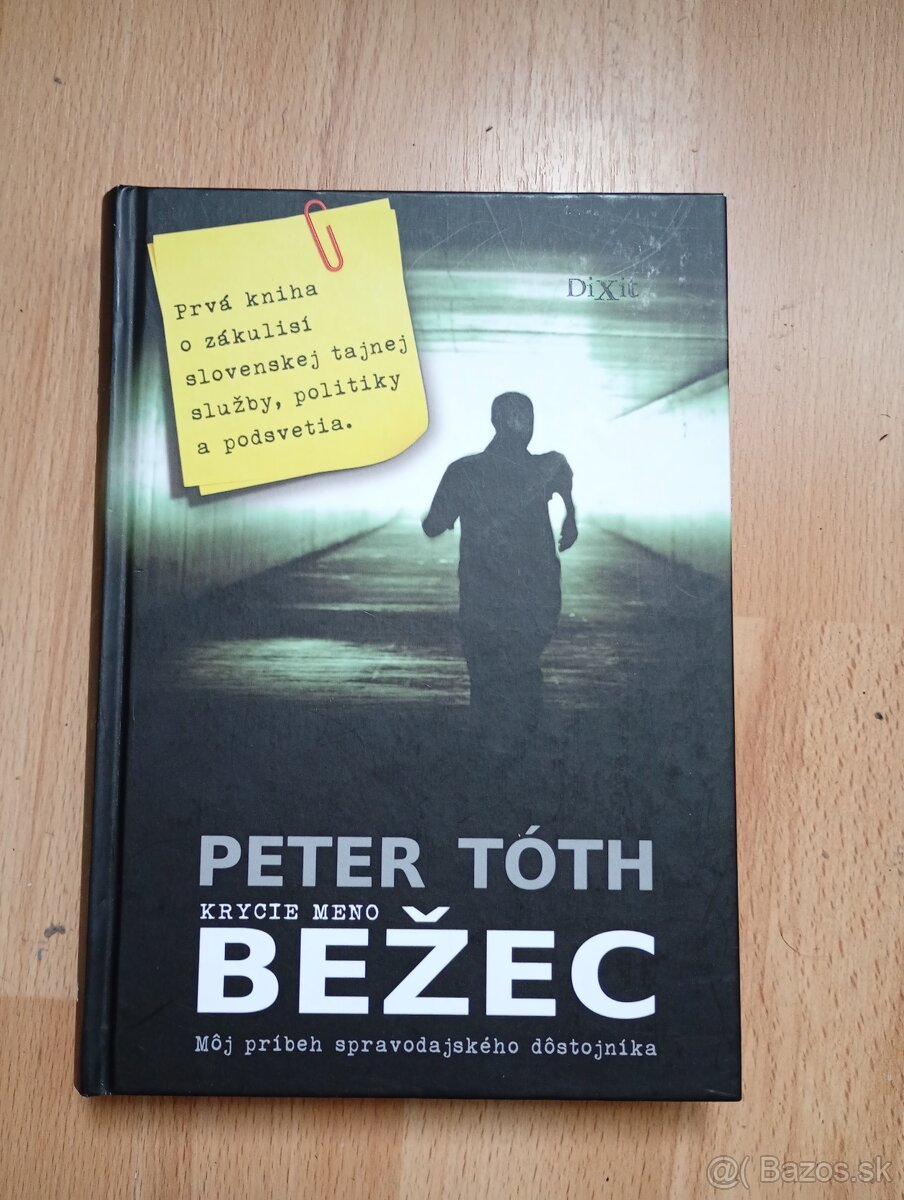 Prvá kniha
o zákulisí
slovenskej tajnej
služby, politiky
a podsvetia.
DiXit
PETER TÓTH
KRYCIE MENO
BEŽEC
Môj príbeh spravodajského dôstojníka
@( Bazos.sk